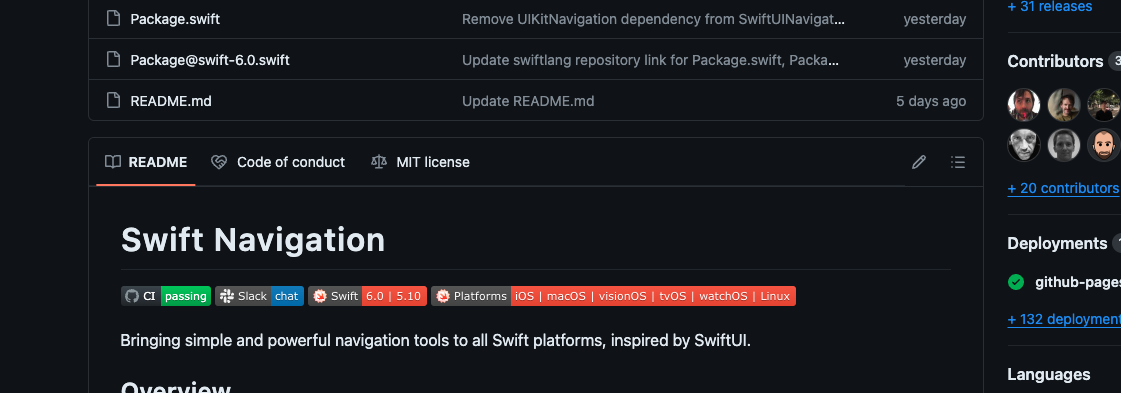 Package.swift Remove UIKitNavigation dependency from SwiftUINavigat... yesterday
Package@swift-6.0.swift Update swiftlang repository link for Package.swift, Packa... yesterday
README.md Update README.md 5 days ago
README Code of conduct MIT license
Swift Navigation
CI passing Slack chat Swift 6.0 | 5.10 Platforms iOS | macOS | visionOS | tvOS | watchOS | Linux
Bringing simple and powerful navigation tools to all Swift platforms, inspired by SwiftUI.
Overview
+ 31 releases
Contributors 3
+ 20 contributors
Deployments 1
github-pages
+ 132 deployment
Languages